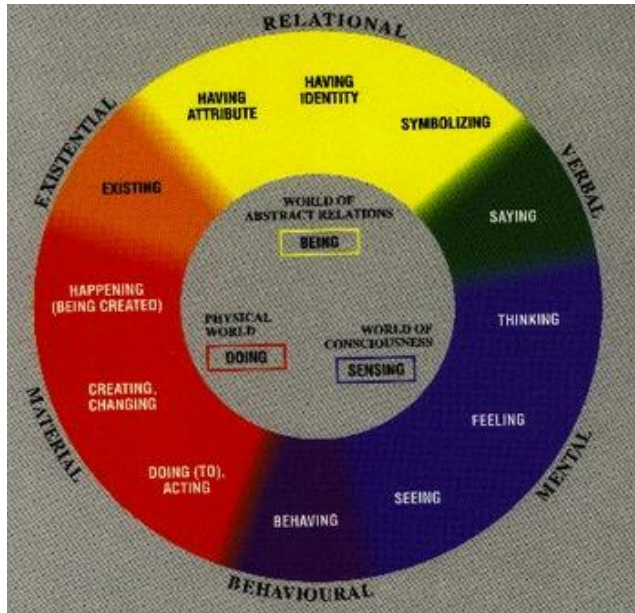 RELATIONAL
HAVING
ATTRIBUTE
HAVING
IDENTITY
SYMBOLIZING
EXISTENTIAL
EXISTING
VERBAL
SAYING
WORLD OF
ABSTRACT RELATIONS
BEING
HAPPENING
(BEING CREATED)
PHYSICAL
WORLD
DOING
WORLD OF
CONSCIOUSNESS
SENSING
THINKING
CREATING,
CHANGING
FEELING
MATERIAL
MENTAL
DOING (TO),
ACTING
SEEING
BEHAVING
BEHAVIOURAL